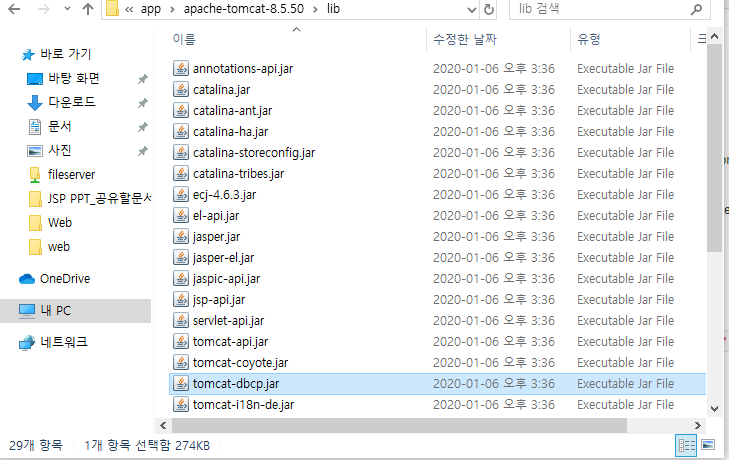 « app › apache-tomcat-8.5.50 › lib
lib 검색
이름 수정한 날짜 유형 크
바로 가기
바탕 화면
다운로드
문서
사진
fileserver
JSP PPT_공유할문서
Web
web
OneDrive
내 PC
네트워크
annotations-api.jar 2020-01-06 오후 3:36 Executable Jar File
catalina.jar 2020-01-06 오후 3:36 Executable Jar File
catalina-ant.jar 2020-01-06 오후 3:36 Executable Jar File
catalina-ha.jar 2020-01-06 오후 3:36 Executable Jar File
catalina-storeconfig.jar 2020-01-06 오후 3:36 Executable Jar File
catalina-tribes.jar 2020-01-06 오후 3:36 Executable Jar File
ecj-4.6.3.jar 2020-01-06 오후 3:36 Executable Jar File
el-api.jar 2020-01-06 오후 3:36 Executable Jar File
jasper.jar 2020-01-06 오후 3:36 Executable Jar File
jasper-el.jar 2020-01-06 오후 3:36 Executable Jar File
jaspic-api.jar 2020-01-06 오후 3:36 Executable Jar File
jsp-api.jar 2020-01-06 오후 3:36 Executable Jar File
servlet-api.jar 2020-01-06 오후 3:36 Executable Jar File
tomcat-api.jar 2020-01-06 오후 3:36 Executable Jar File
tomcat-coyote.jar 2020-01-06 오후 3:36 Executable Jar File
tomcat-dbcp.jar 2020-01-06 오후 3:36 Executable Jar File
tomcat-i18n-de.jar 2020-01-06 오후 3:36 Executable Jar File
29개 항목 1개 항목 선택함 274KB